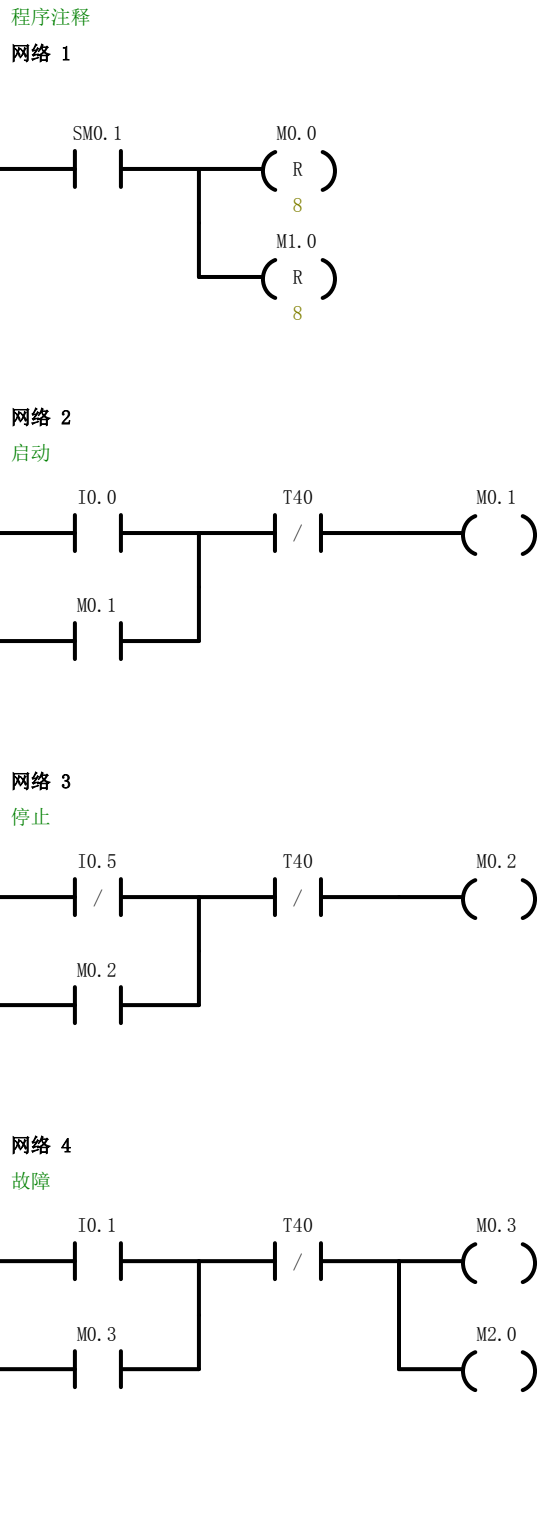 程序注释
网络 1
SM0.1 M0.0
R
8
M1.0
R
8
网络 2
启动
I0.0 T40 M0.1
/
M0.1
网络 3
停止
I0.5 T40 M0.2
/ /
M0.2
网络 4
故障
I0.1 T40 M0.3
/
M0.3 M2.0